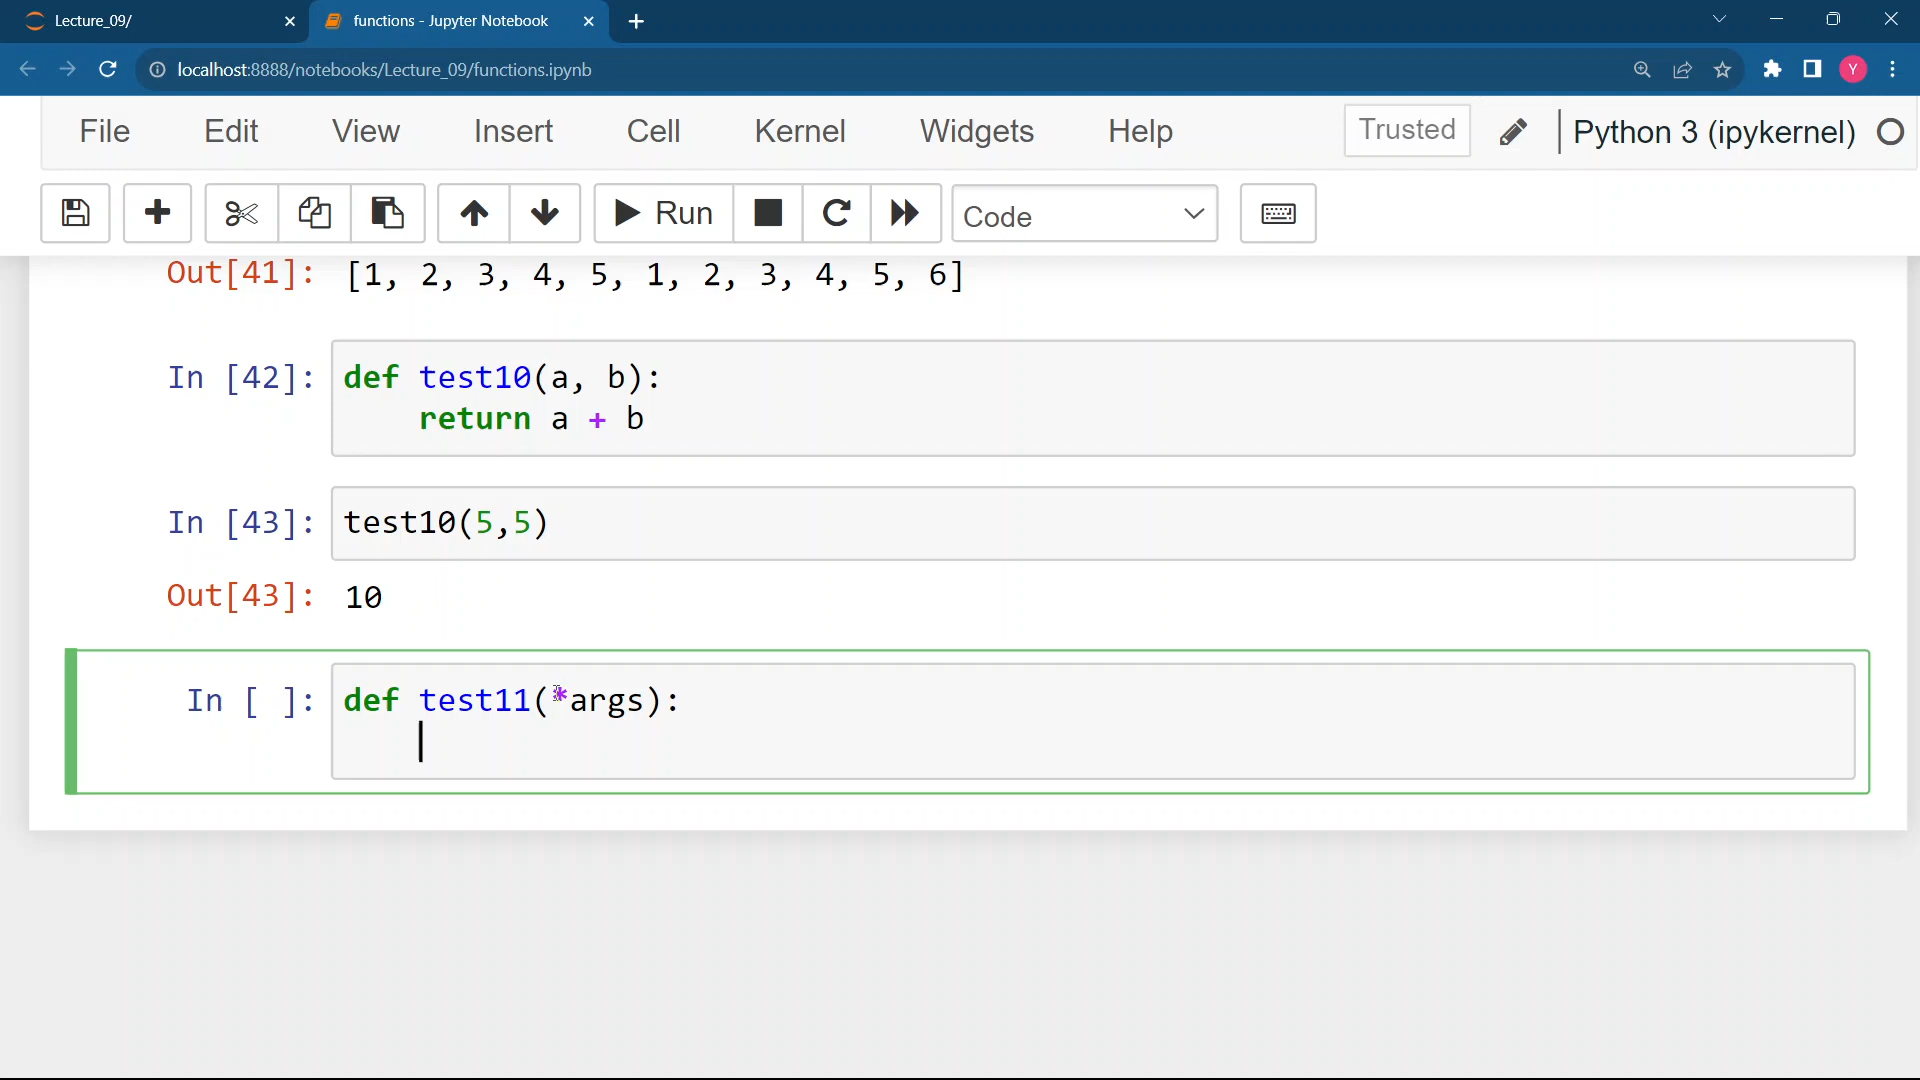 Lecture_09/
functions - Jupyter Notebook
localhost:8888/notebooks/Lecture_09/functions.ipynb
Y
File Edit View Insert Cell Kernel Widgets Help Trusted Python 3 (ipykernel)
Run Code
Out[41]: [1, 2, 3, 4, 5, 1, 2, 3, 4, 5, 6]
In [42]: def test10(a, b):
return a + b
In [43]: test10(5,5)
Out[43]: 10
In [ ]: def test11(*args):